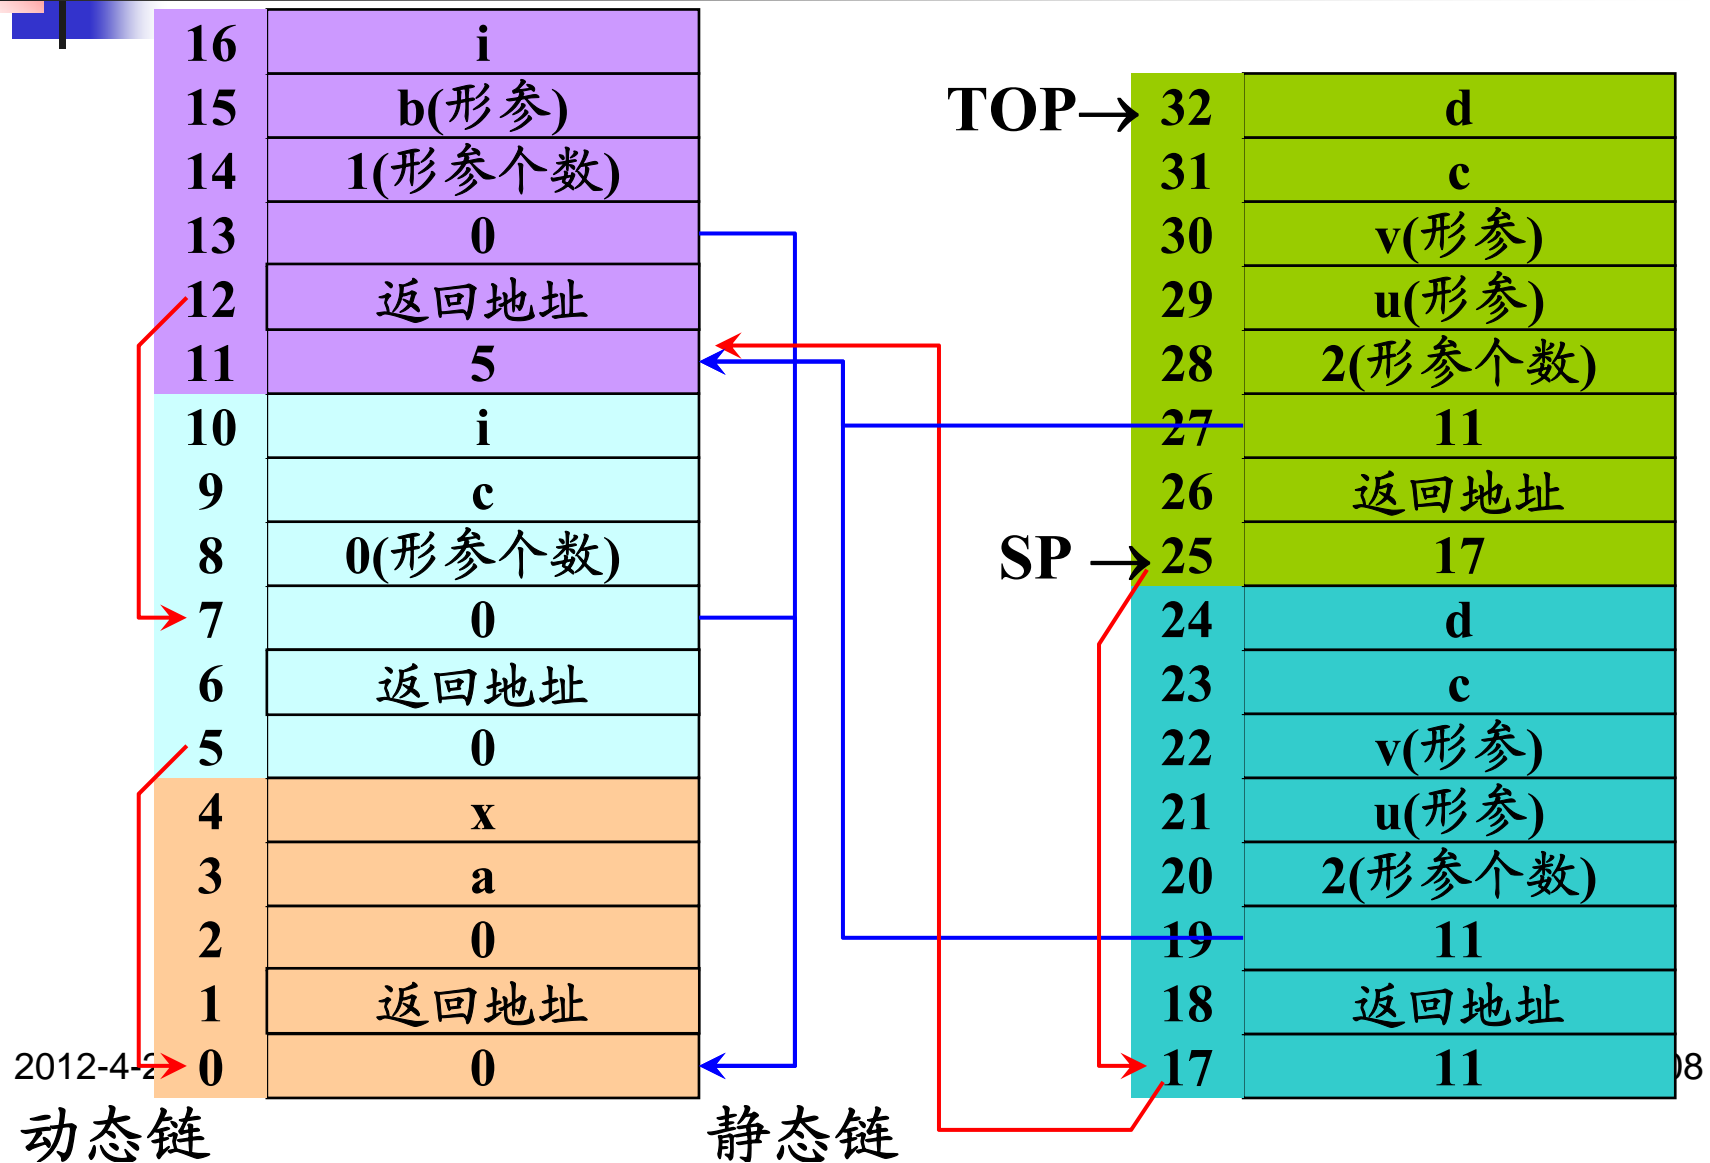 16 i
15 b(形参)
14 1(形参个数)
13 0
12 返回地址
11 5
10 i
9 c
8 0(形参个数)
7 0
6 返回地址
5 0
4 x
3 a
2 0
1 返回地址
0 0
TOP→ 32 d
31 c
30 v(形参)
29 u(形参)
28 2(形参个数)
27 11
26 返回地址
SP → 25 17
24 d
23 c
22 v(形参)
21 u(形参)
20 2(形参个数)
19 11
18 返回地址
17 11
2012-4-2
08
动态链
静态链